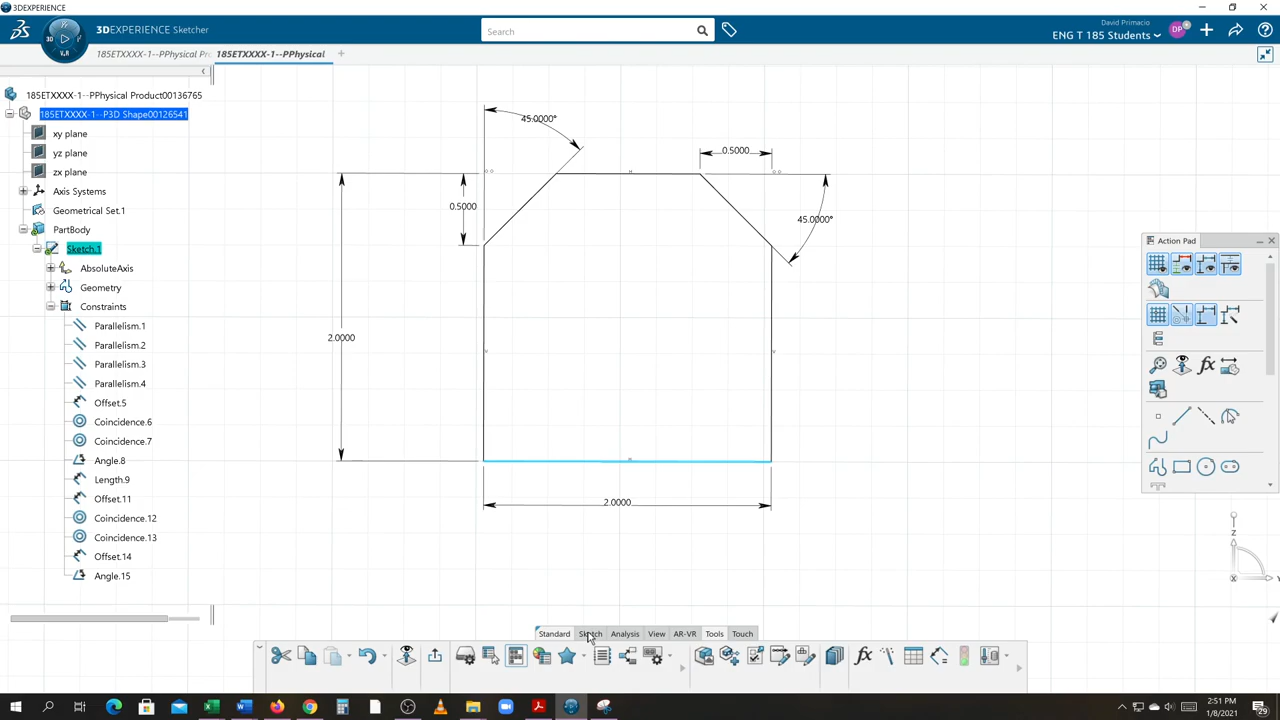 3DEXPERIENCE
3DEXPERIENCE Sketcher
Search
David Primacio
ENG T 185 Students
DP
3D
V.R
185ETXXXX-1--PPhysical Pr
185ETXXXX-1--PPhysical
185ETXXXX-1--PPhysical Product00136765
185ETXXXX-1--P3D Shape00126541
xy plane
yz plane
zx plane
Axis Systems
Geometrical Set.1
PartBody
Sketch.1
AbsoluteAxis
Geometry
Constraints
Parallelism.1
Parallelism.2
Parallelism.3
Parallelism.4
Offset.5
Coincidence.6
Coincidence.7
Angle.8
Length.9
Offset.11
Coincidence.12
Coincidence.13
Offset.14
Angle.15
45.0000°
0.5000
0.5000
45.0000°
2.0000
2.0000
Action Pad
Z
Standard
Sketch
Analysis
View
AR-VR
Tools
Touch
2:51 PM
1/8/2021